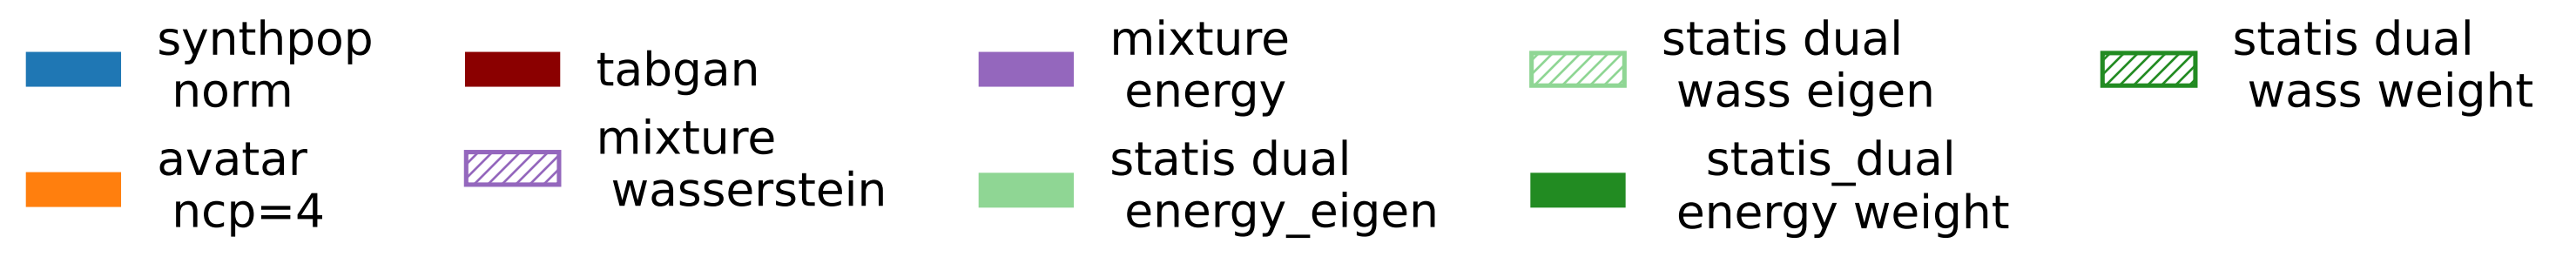 synthpop
norm
avatar
ncp=4
tabgan
mixture
wasserstein
mixture
energy
statis dual
energy_eigen
statis dual
wass eigen
statis_dual
energy weight
statis dual
wass weight